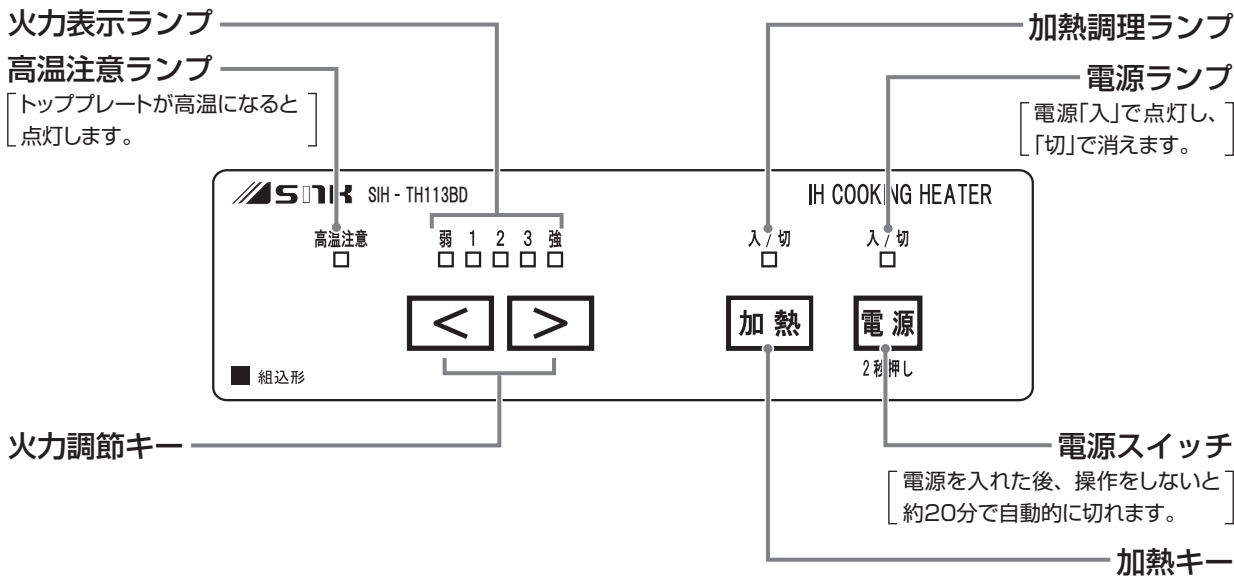 火力表示ランプ
加熱調理ランプ
高温注意ランプ
電源ランプ
トッププレートが高温になると
点灯します。
電源「入」で点灯し、
「切」で消えます。
SIH - TH113BD
IH COOKING HEATER
高温注意
弱 1 2 3 強
入 / 切
入 / 切
< >
加熱
電源
2秒押し
組込形
火力調節キー
電源スイッチ
電源を入れた後、操作をしないと
約20分で自動的に切れます。
加熱キー